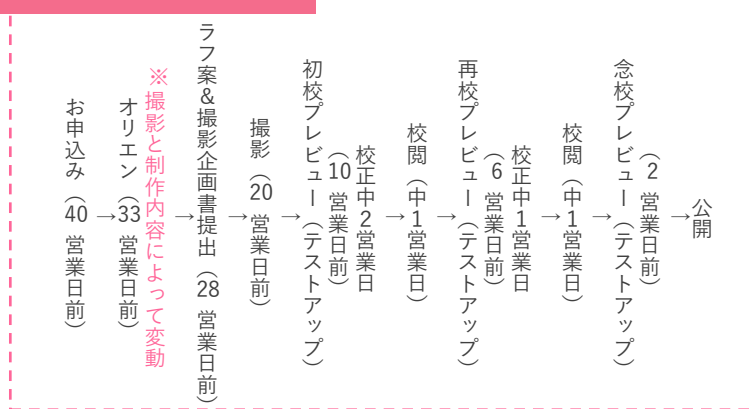 お申込み（40営業日前）
→
オリエン（33営業日前）
※撮影と制作内容によって変動
→
ラフ案＆撮影企画書提出（28営業日前）
→
撮影（20営業日前）
→
初校プレビュー（テストアップ）
（10営業日前）
校正中2営業日
→
校閲（中1営業日）
→
再校プレビュー（テストアップ）
（6営業日前）
校正中1営業日
→
校閲（中1営業日）
→
念校プレビュー（テストアップ）
（2営業日前）
→
公開